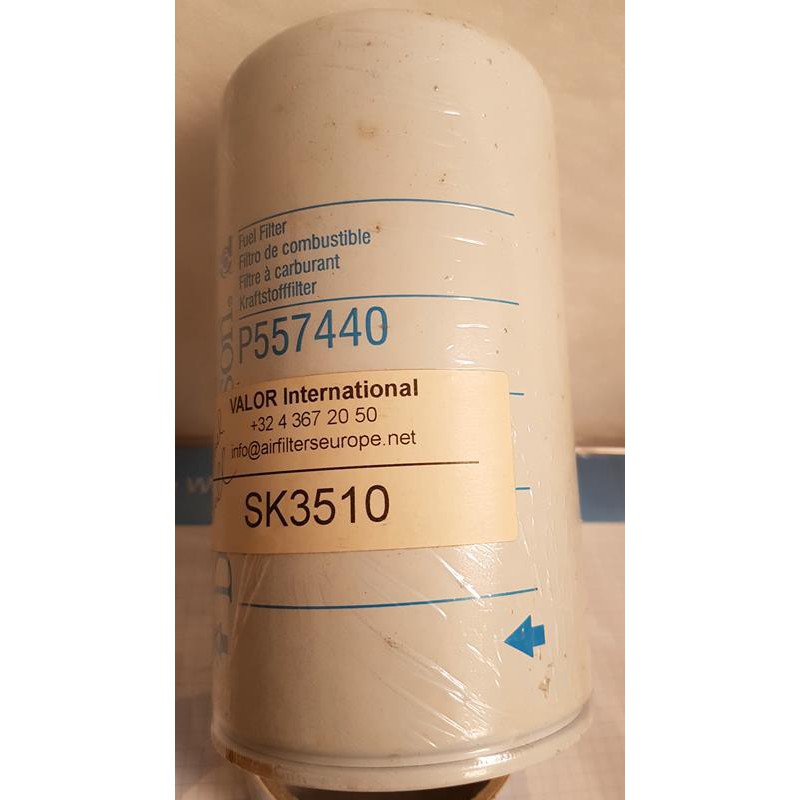 Fuel Filter
Filtro de combustible
Filtre à carburant
Kraftstofffilter
P557440
VALOR International
+32 4 367 20 50
info@airfilterseurope.net
SK3510